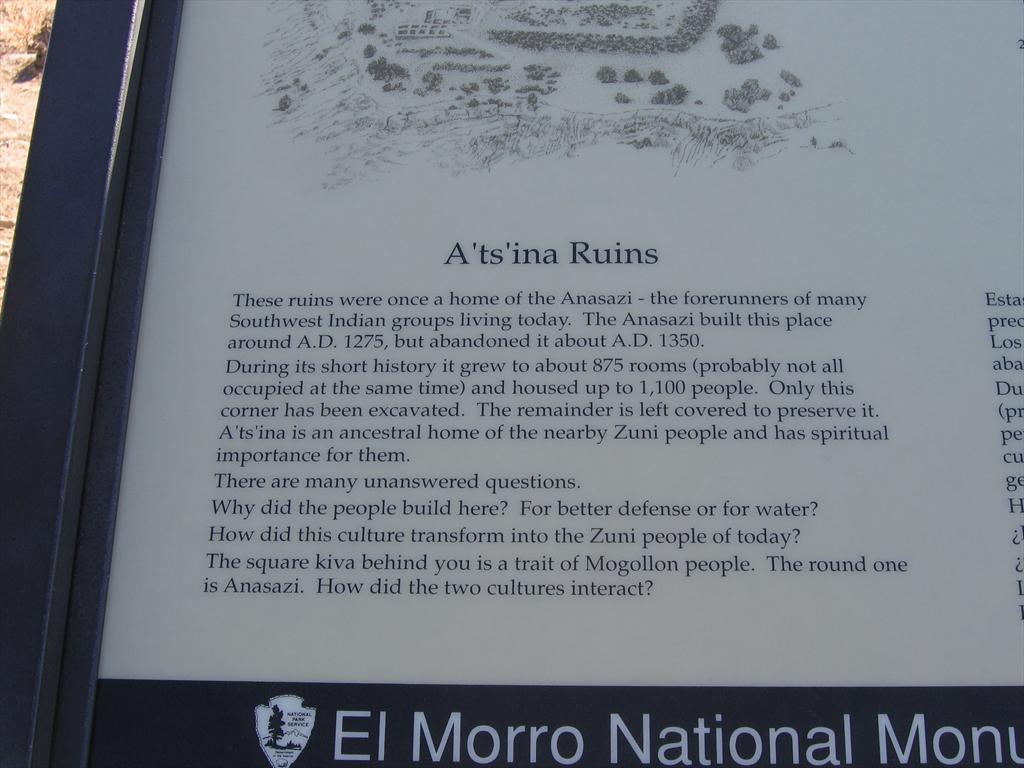 A'ts'ina Ruins
These ruins were once a home of the Anasazi - the forerunners of many
Southwest Indian groups living today. The Anasazi built this place
around A.D. 1275, but abandoned it about A.D. 1350.
During its short history it grew to about 875 rooms (probably not all
occupied at the same time) and housed up to 1,100 people. Only this
corner has been excavated. The remainder is left covered to preserve it.
A'ts'ina is an ancestral home of the nearby Zuni people and has spiritual
importance for them.
There are many unanswered questions.
Why did the people build here? For better defense or for water?
How did this culture transform into the Zuni people of today?
The square kiva behind you is a trait of Mogollon people. The round one
is Anasazi. How did the two cultures interact?
Los
NATIONAL
PARK
SERVICE
El Morro National